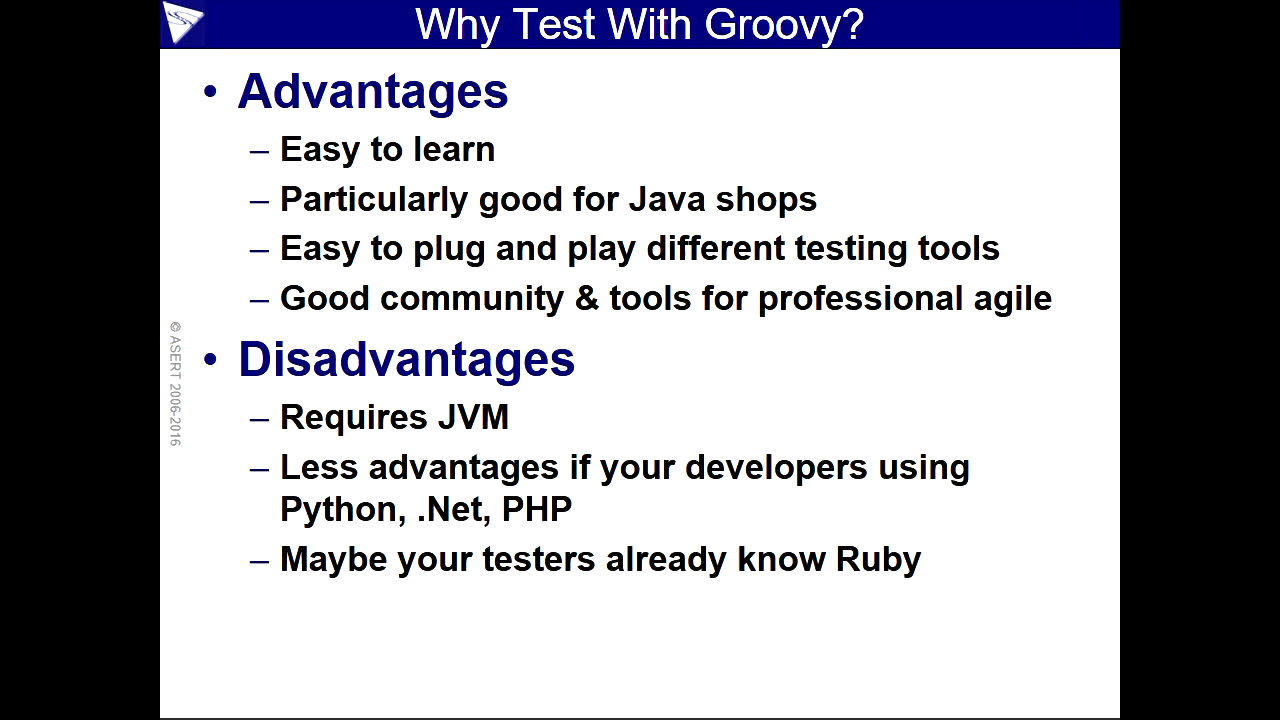 Why Test With Groovy?
• Advantages
– Easy to learn
– Particularly good for Java shops
– Easy to plug and play different testing tools
– Good community & tools for professional agile
• Disadvantages
– Requires JVM
– Less advantages if your developers using
Python, .Net, PHP
– Maybe your testers already know Ruby
© ASERT 2006-2016